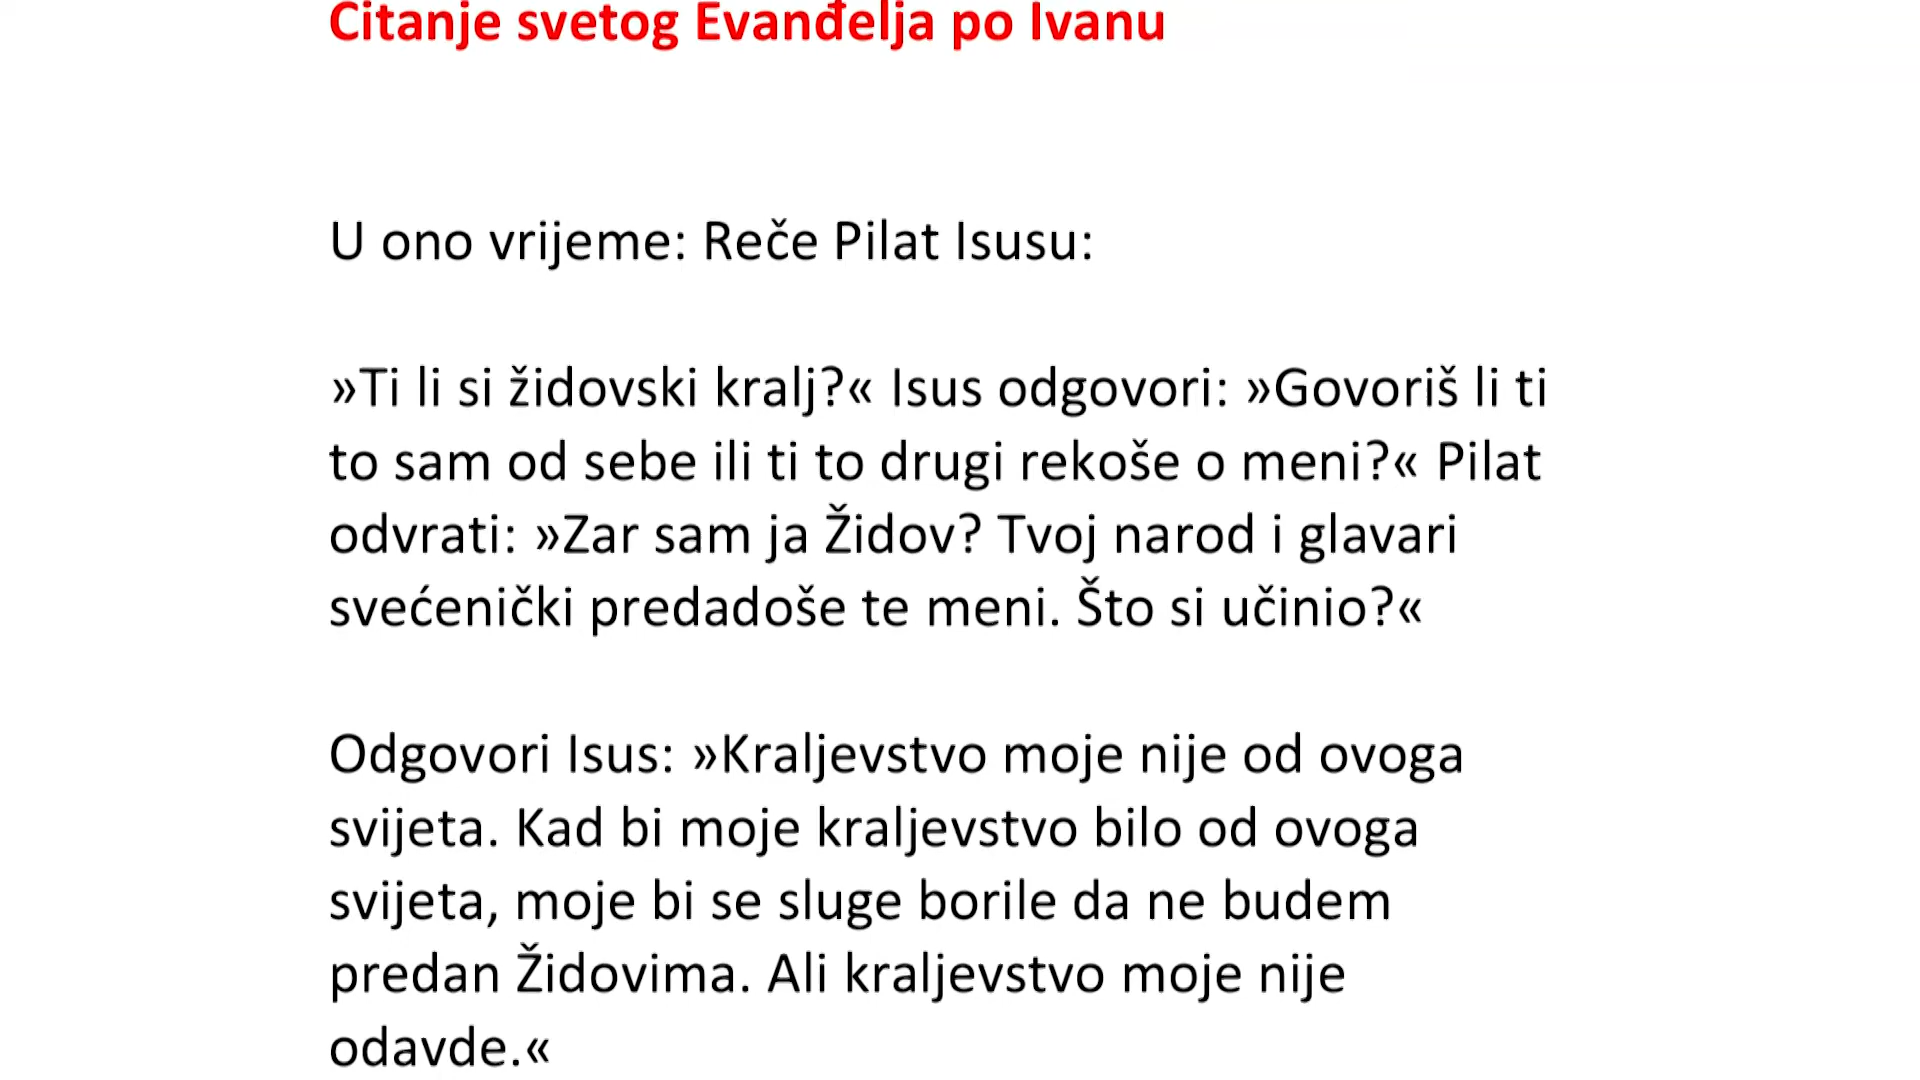 Čitanje svetog Evanđelja po Ivanu
U ono vrijeme: Reče Pilat Isusu:
»Ti li si židovski kralj?« Isus odgovori: »Govoriš li ti
to sam od sebe ili ti to drugi rekoše o meni?« Pilat
odvrati: »Zar sam ja Židov? Tvoj narod i glavari
svećenički predadoše te meni. Što si učinio?«
Odgovori Isus: »Kraljevstvo moje nije od ovoga
svijeta. Kad bi moje kraljevstvo bilo od ovoga
svijeta, moje bi se sluge borile da ne budem
predan Židovima. Ali kraljevstvo moje nije
odavde.«